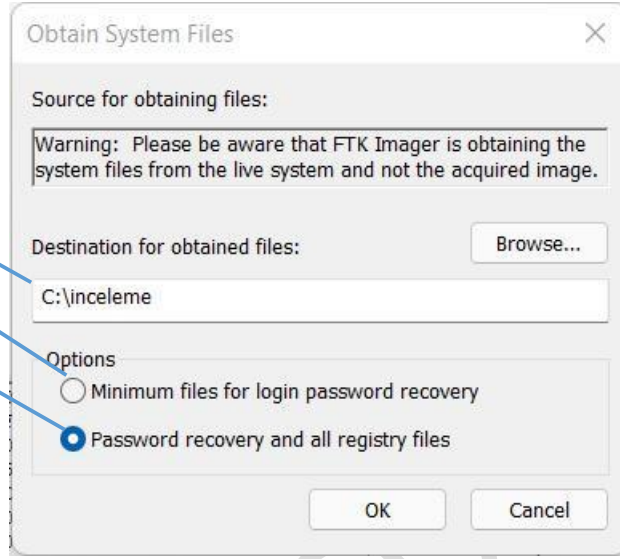 Obtain System Files
Source for obtaining files:
Warning:  Please be aware that FTK Imager is obtaining the
system files from the live system and not the acquired image.
Destination for obtained files:
Browse...
C:\inceleme
Options
Minimum files for login password recovery
Password recovery and all registry files
OK
Cancel